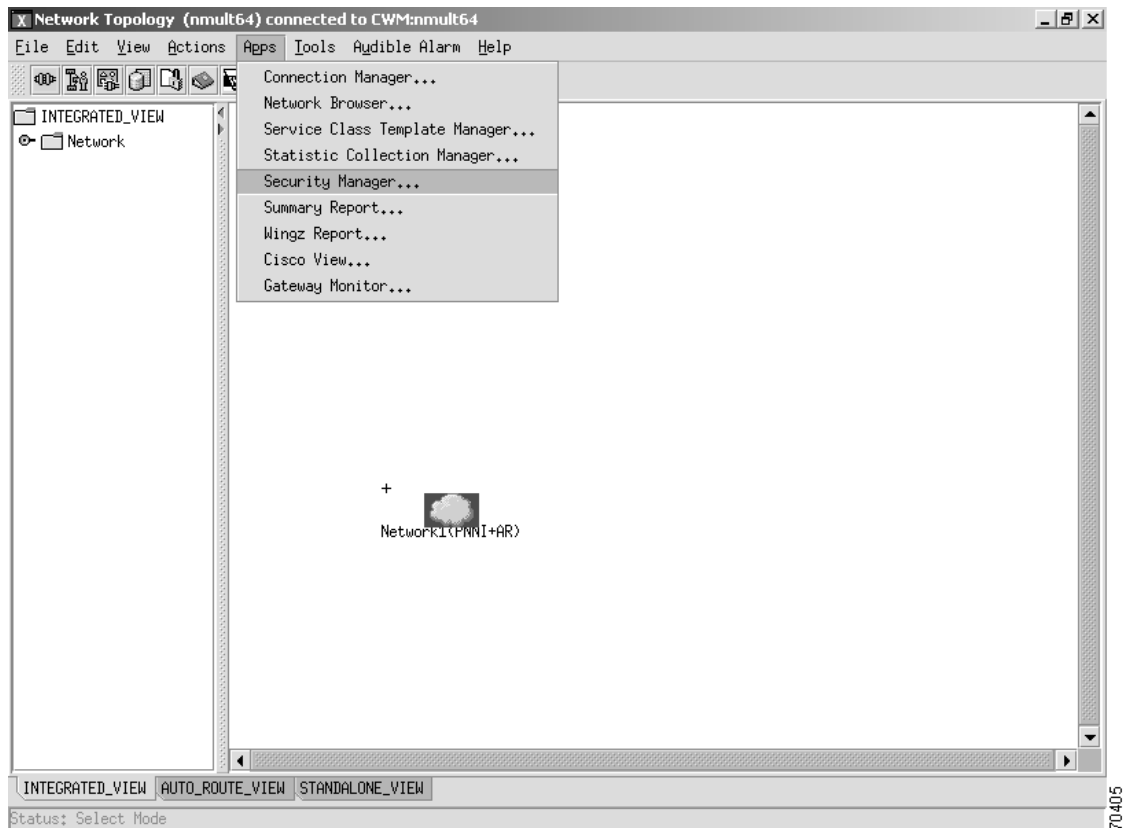 Network Topology (nmult64) connected to CWM:nmult64
File Edit View Actions Apps Tools Audible Alarm Help
Connection Manager...
Network Browser...
Service Class Template Manager...
Statistic Collection Manager...
Security Manager...
Summary Report...
Wingz Report...
Cisco View...
Gateway Monitor...
INTEGRATED_VIEW
Network
+
Network1(PNNI+AR)
INTEGRATED_VIEW AUTO_ROUTE_VIEW STANDALONE_VIEW
Status: Select Mode
70405